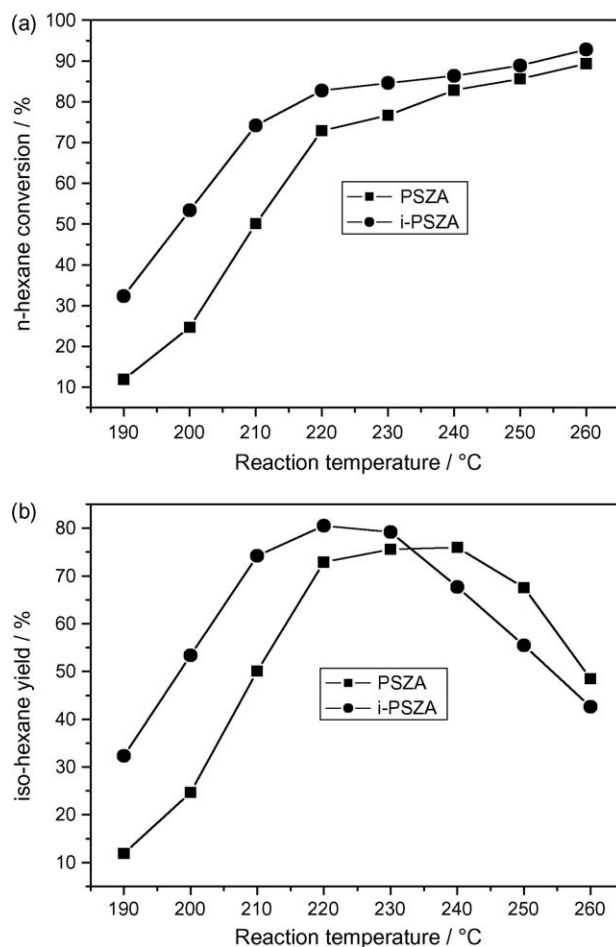 (a)
n-hexane conversion / %
100
90
80
70
60
50
40
30
20
10
PSZA
i-PSZA
190 200 210 220 230 240 250 260
Reaction temperature / °C
(b)
iso-hexane yield / %
80
70
60
50
40
30
20
10
PSZA
i-PSZA
190 200 210 220 230 240 250 260
Reaction temperature / °C